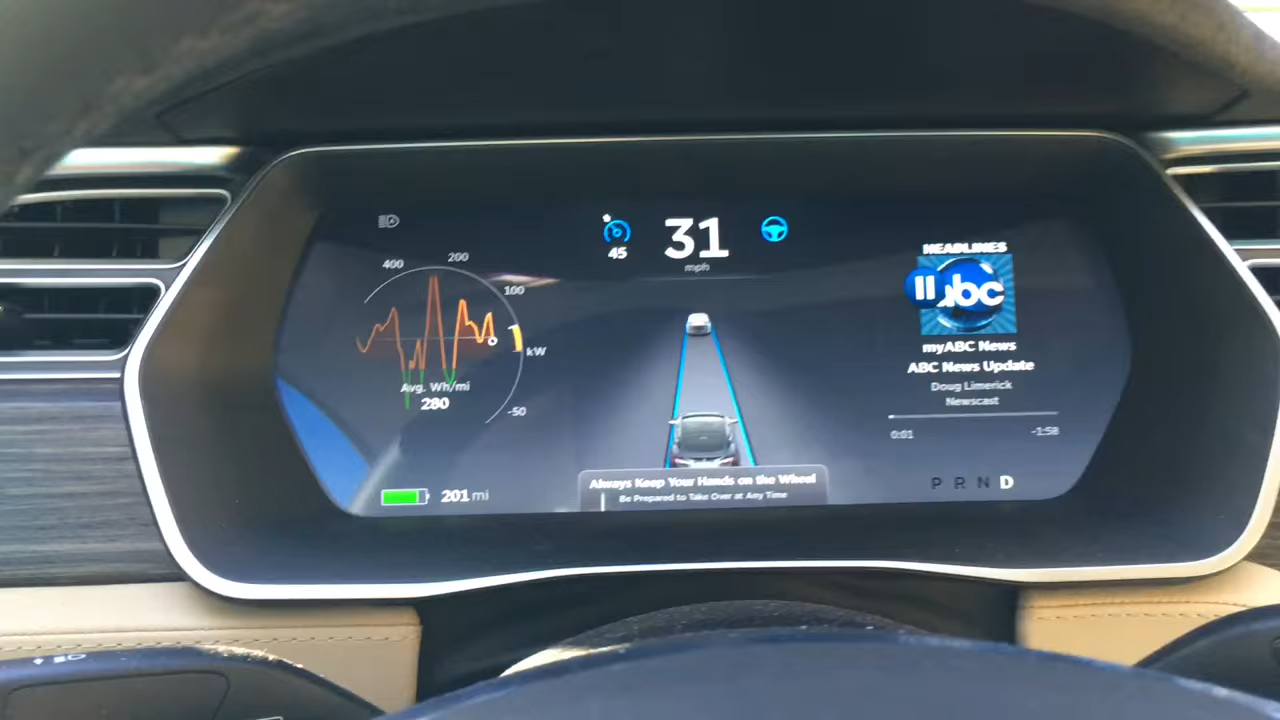 400
200
100
kW
-50
Avg. Wh/mi
280
201 mi
45
31
mph
Always Keep Your Hands on the Wheel
Be Prepared to Take Over at Any Time
HEADLINES
abc
myABC News
ABC News Update
Doug Limerick
Newscast
0:01
-1:58
P R N D